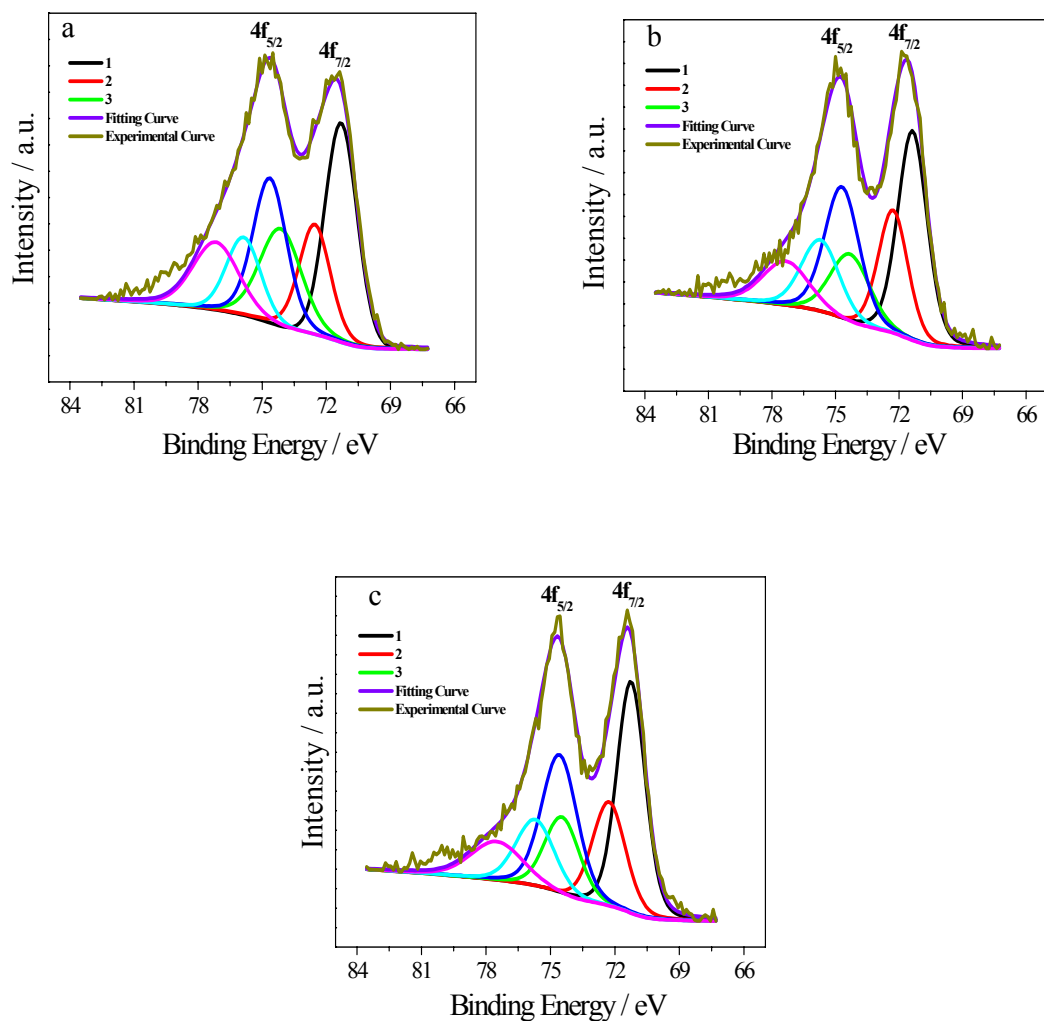 a
4f5/2
4f7/2
1
2
3
Fitting Curve
Experimental Curve
Intensity / a.u.
84 81 78 75 72 69 66
Binding Energy / eV
b
4f5/2
4f7/2
1
2
3
Fitting Curve
Experimental Curve
Intensity / a.u.
84 81 78 75 72 69 66
Binding Energy / eV
c
4f5/2
4f7/2
1
2
3
Fitting Curve
Experimental Curve
Intensity / a.u.
84 81 78 75 72 69 66
Binding Energy / eV